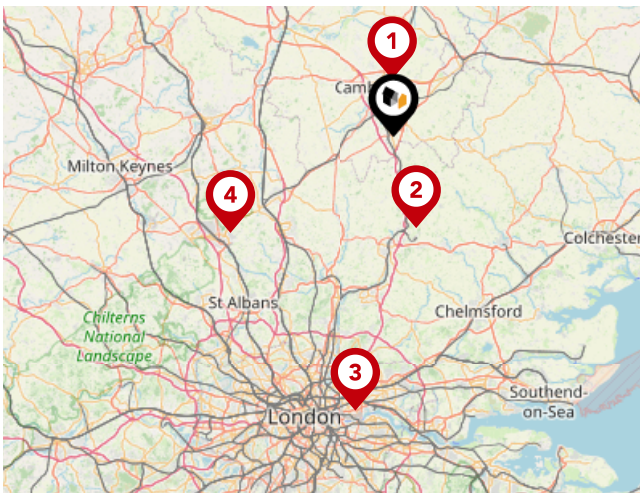 1
Camb
Milton Keynes
4
2
Colchester
St Albans
Chilterns
National
Landscape
Chelmsford
3
Southend-
on-Sea
London